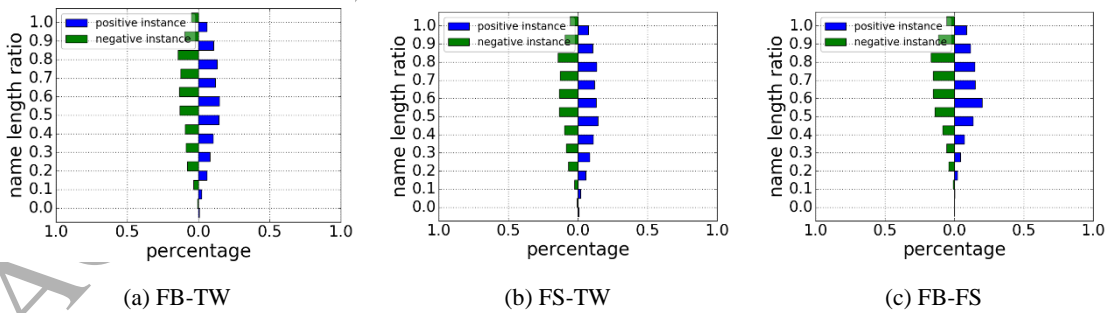 positive instance
negative instance
name length ratio
1.0
0.9
0.8
0.7
0.6
0.5
0.4
0.3
0.2
0.1
0.0
1.0 0.5 0.0 0.5 1.0
percentage
(a) FB-TW
positive instance
negative instance
name length ratio
1.0
0.9
0.8
0.7
0.6
0.5
0.4
0.3
0.2
0.1
0.0
1.0 0.5 0.0 0.5 1.0
percentage
(b) FS-TW
positive instance
negative instance
name length ratio
1.0
0.9
0.8
0.7
0.6
0.5
0.4
0.3
0.2
0.1
0.0
1.0 0.5 0.0 0.5 1.0
percentage
(c) FB-FS